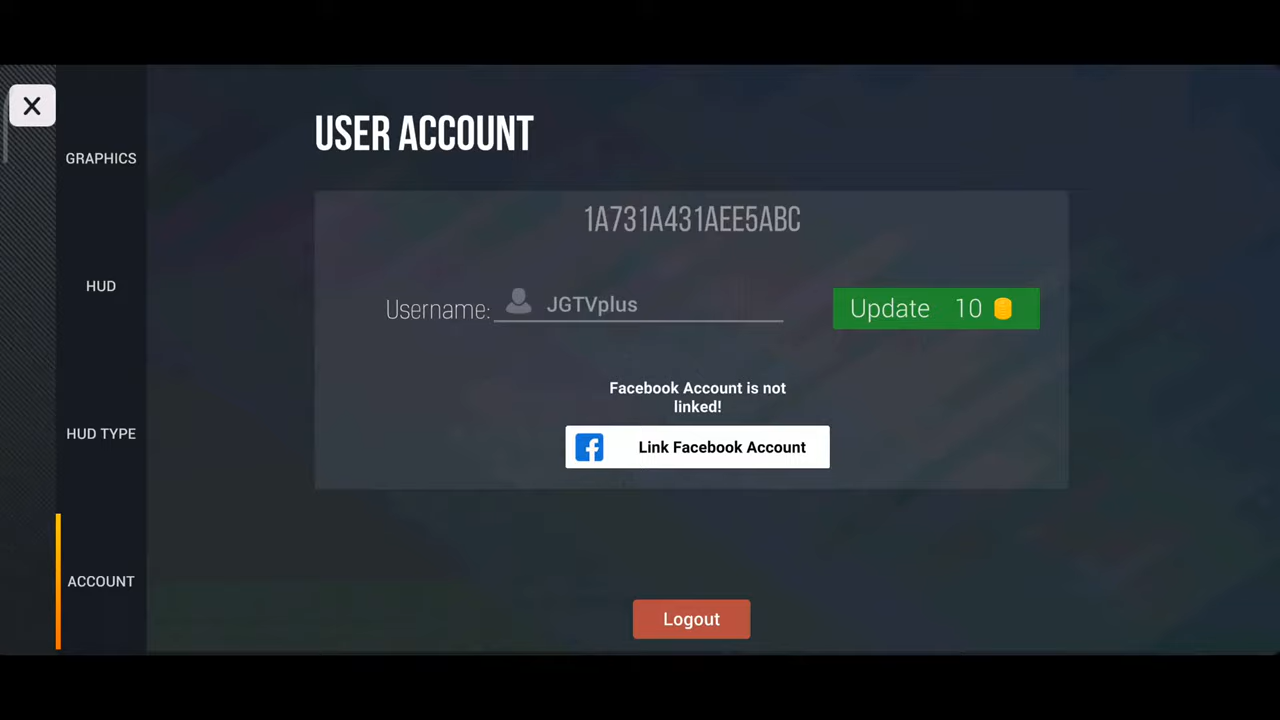 X
USER ACCOUNT
GRAPHICS
1A731A431AEE5ABC
HUD
Username: JGTVplus
Update 10
Facebook Account is not
linked!
HUD TYPE
Link Facebook Account
ACCOUNT
Logout